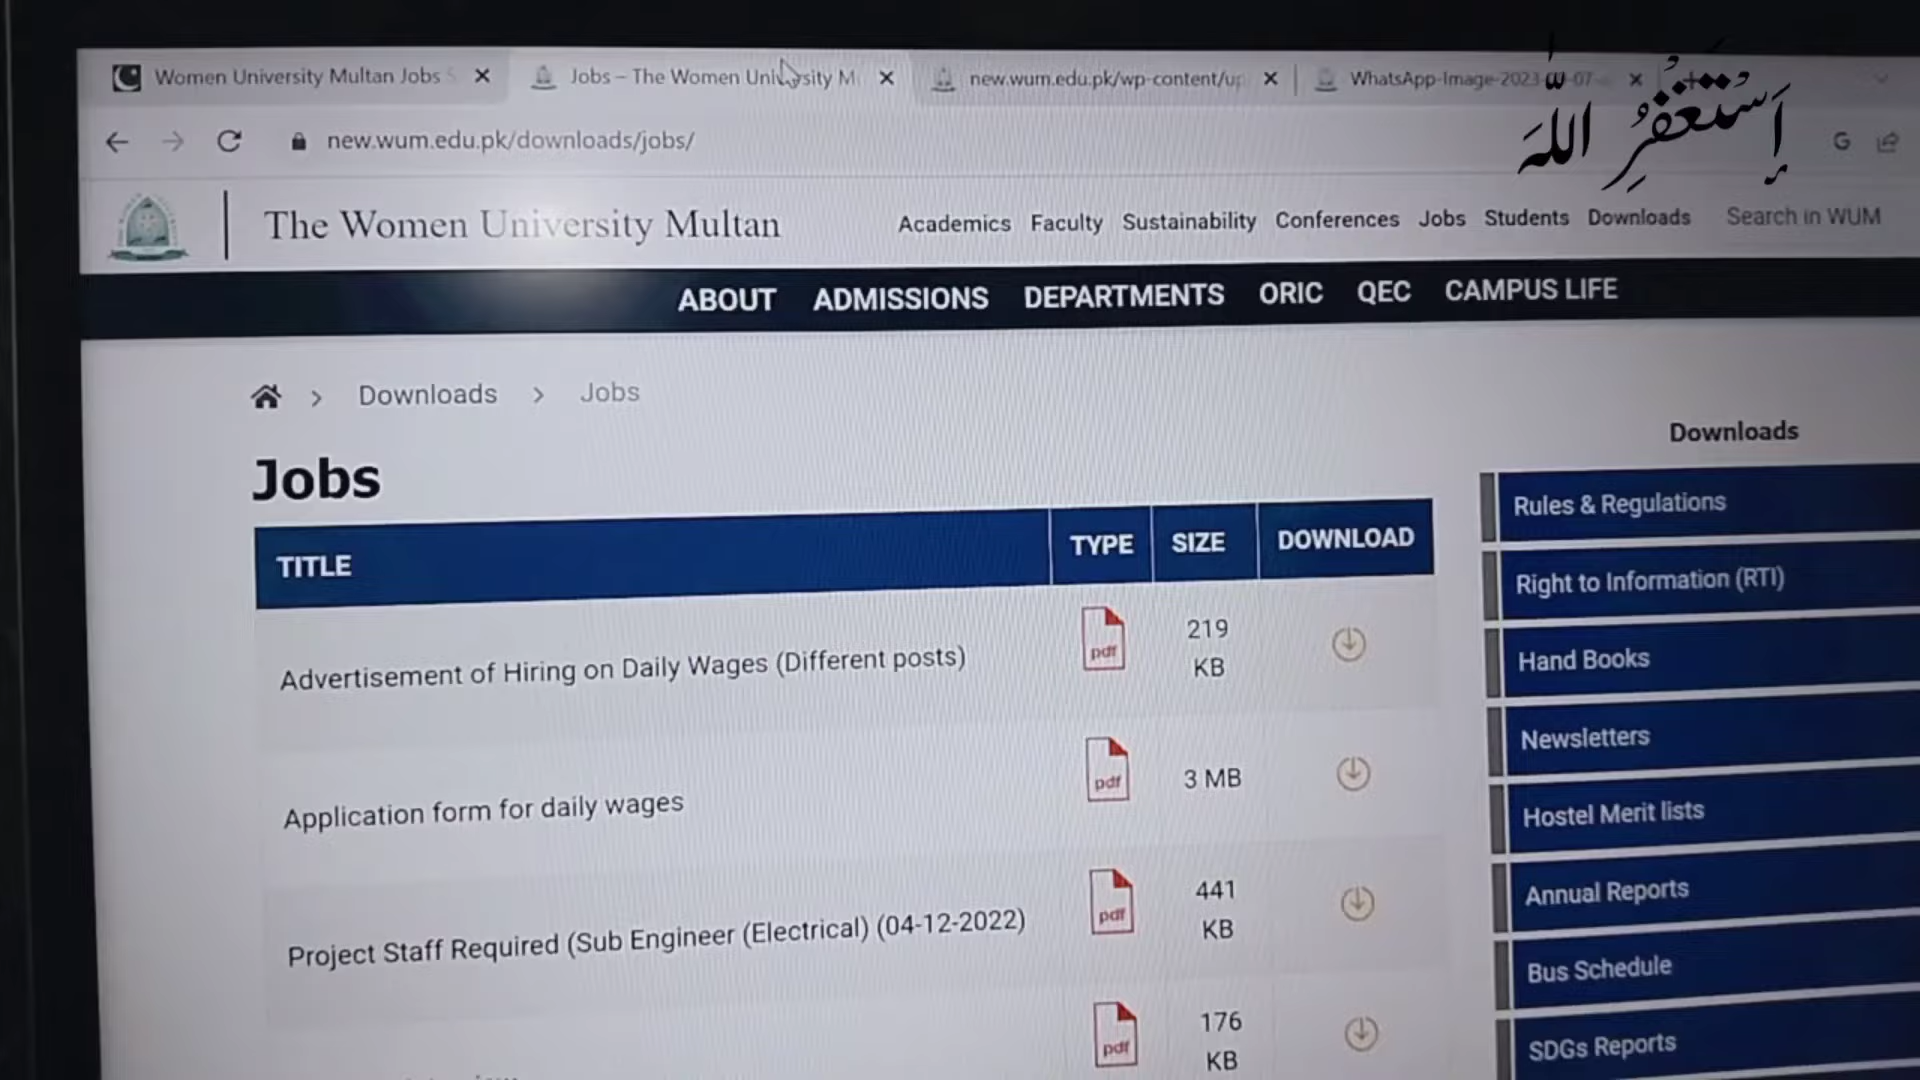 Women University Multan Jobs
Jobs – The Women University M
new.wum.edu.pk/wp-content/up
WhatsApp-Image-2023
إَسْتَغْفِرُ اللّهَ
new.wum.edu.pk/downloads/jobs/
G
The Women University Multan
Academics Faculty Sustainability Conferences Jobs Students Downloads Search in WUM
ABOUT ADMISSIONS DEPARTMENTS ORIC QEC CAMPUS LIFE
> Downloads > Jobs
Jobs
TITLE TYPE SIZE DOWNLOAD
Advertisement of Hiring on Daily Wages (Different posts) pdf 219 KB
Application form for daily wages pdf 3 MB
Project Staff Required (Sub Engineer (Electrical) (04-12-2022) pdf 441 KB
pdf 176 KB
Downloads
Rules & Regulations
Right to Information (RTI)
Hand Books
Newsletters
Hostel Merit lists
Annual Reports
Bus Schedule
SDGs Reports